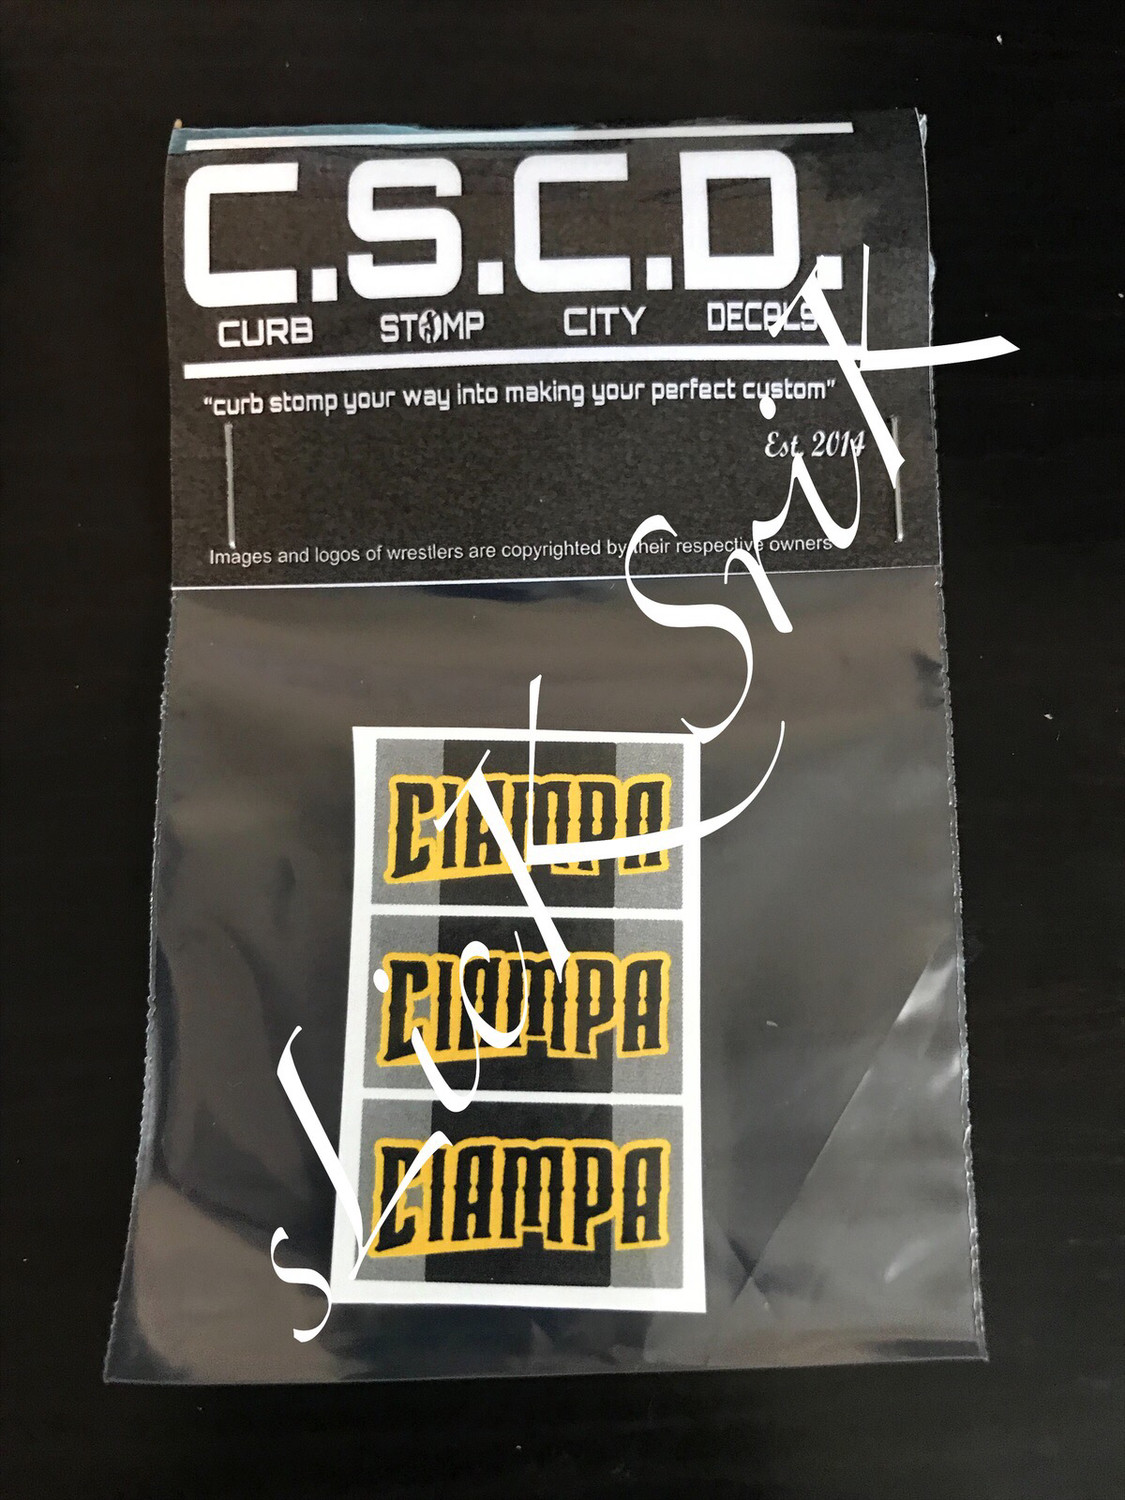 C.S.C.D.
CURB STOMP CITY DECALS
“curb stomp your way into making your perfect custom”
Est. 2014
Images and logos of wrestlers are copyrighted by their respective owners
CIAMPA
CIAMPA
CIAMPA